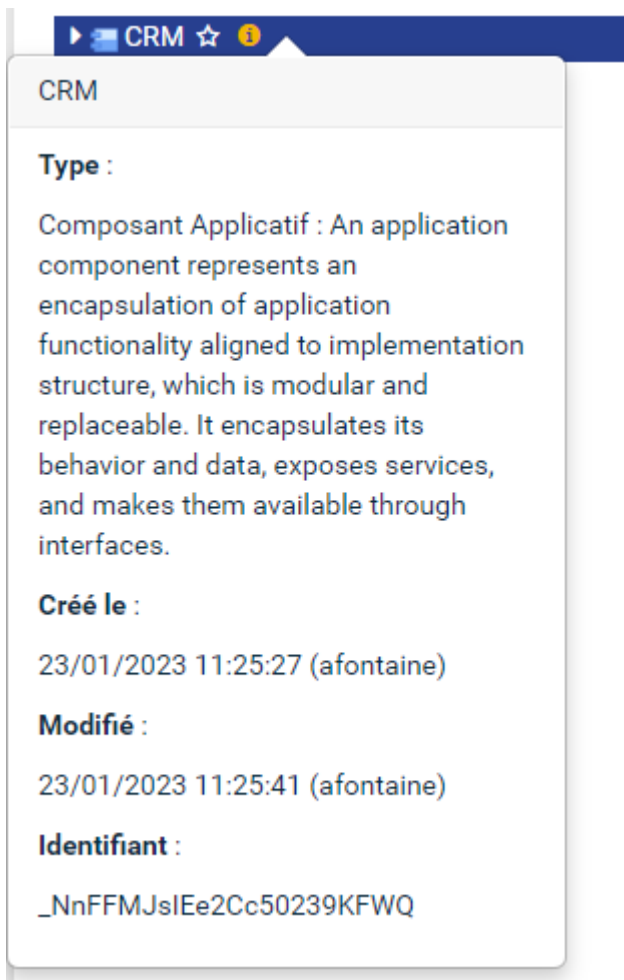 CRM
CRM
Type :
Composant Applicatif : An application
component represents an
encapsulation of application
functionality aligned to implementation
structure, which is modular and
replaceable. It encapsulates its
behavior and data, exposes services,
and makes them available through
interfaces.
Créé le :
23/01/2023 11:25:27 (afontaine)
Modifié :
23/01/2023 11:25:41 (afontaine)
Identifiant :
_NnFFMJsIEe2Cc50239KFWQ